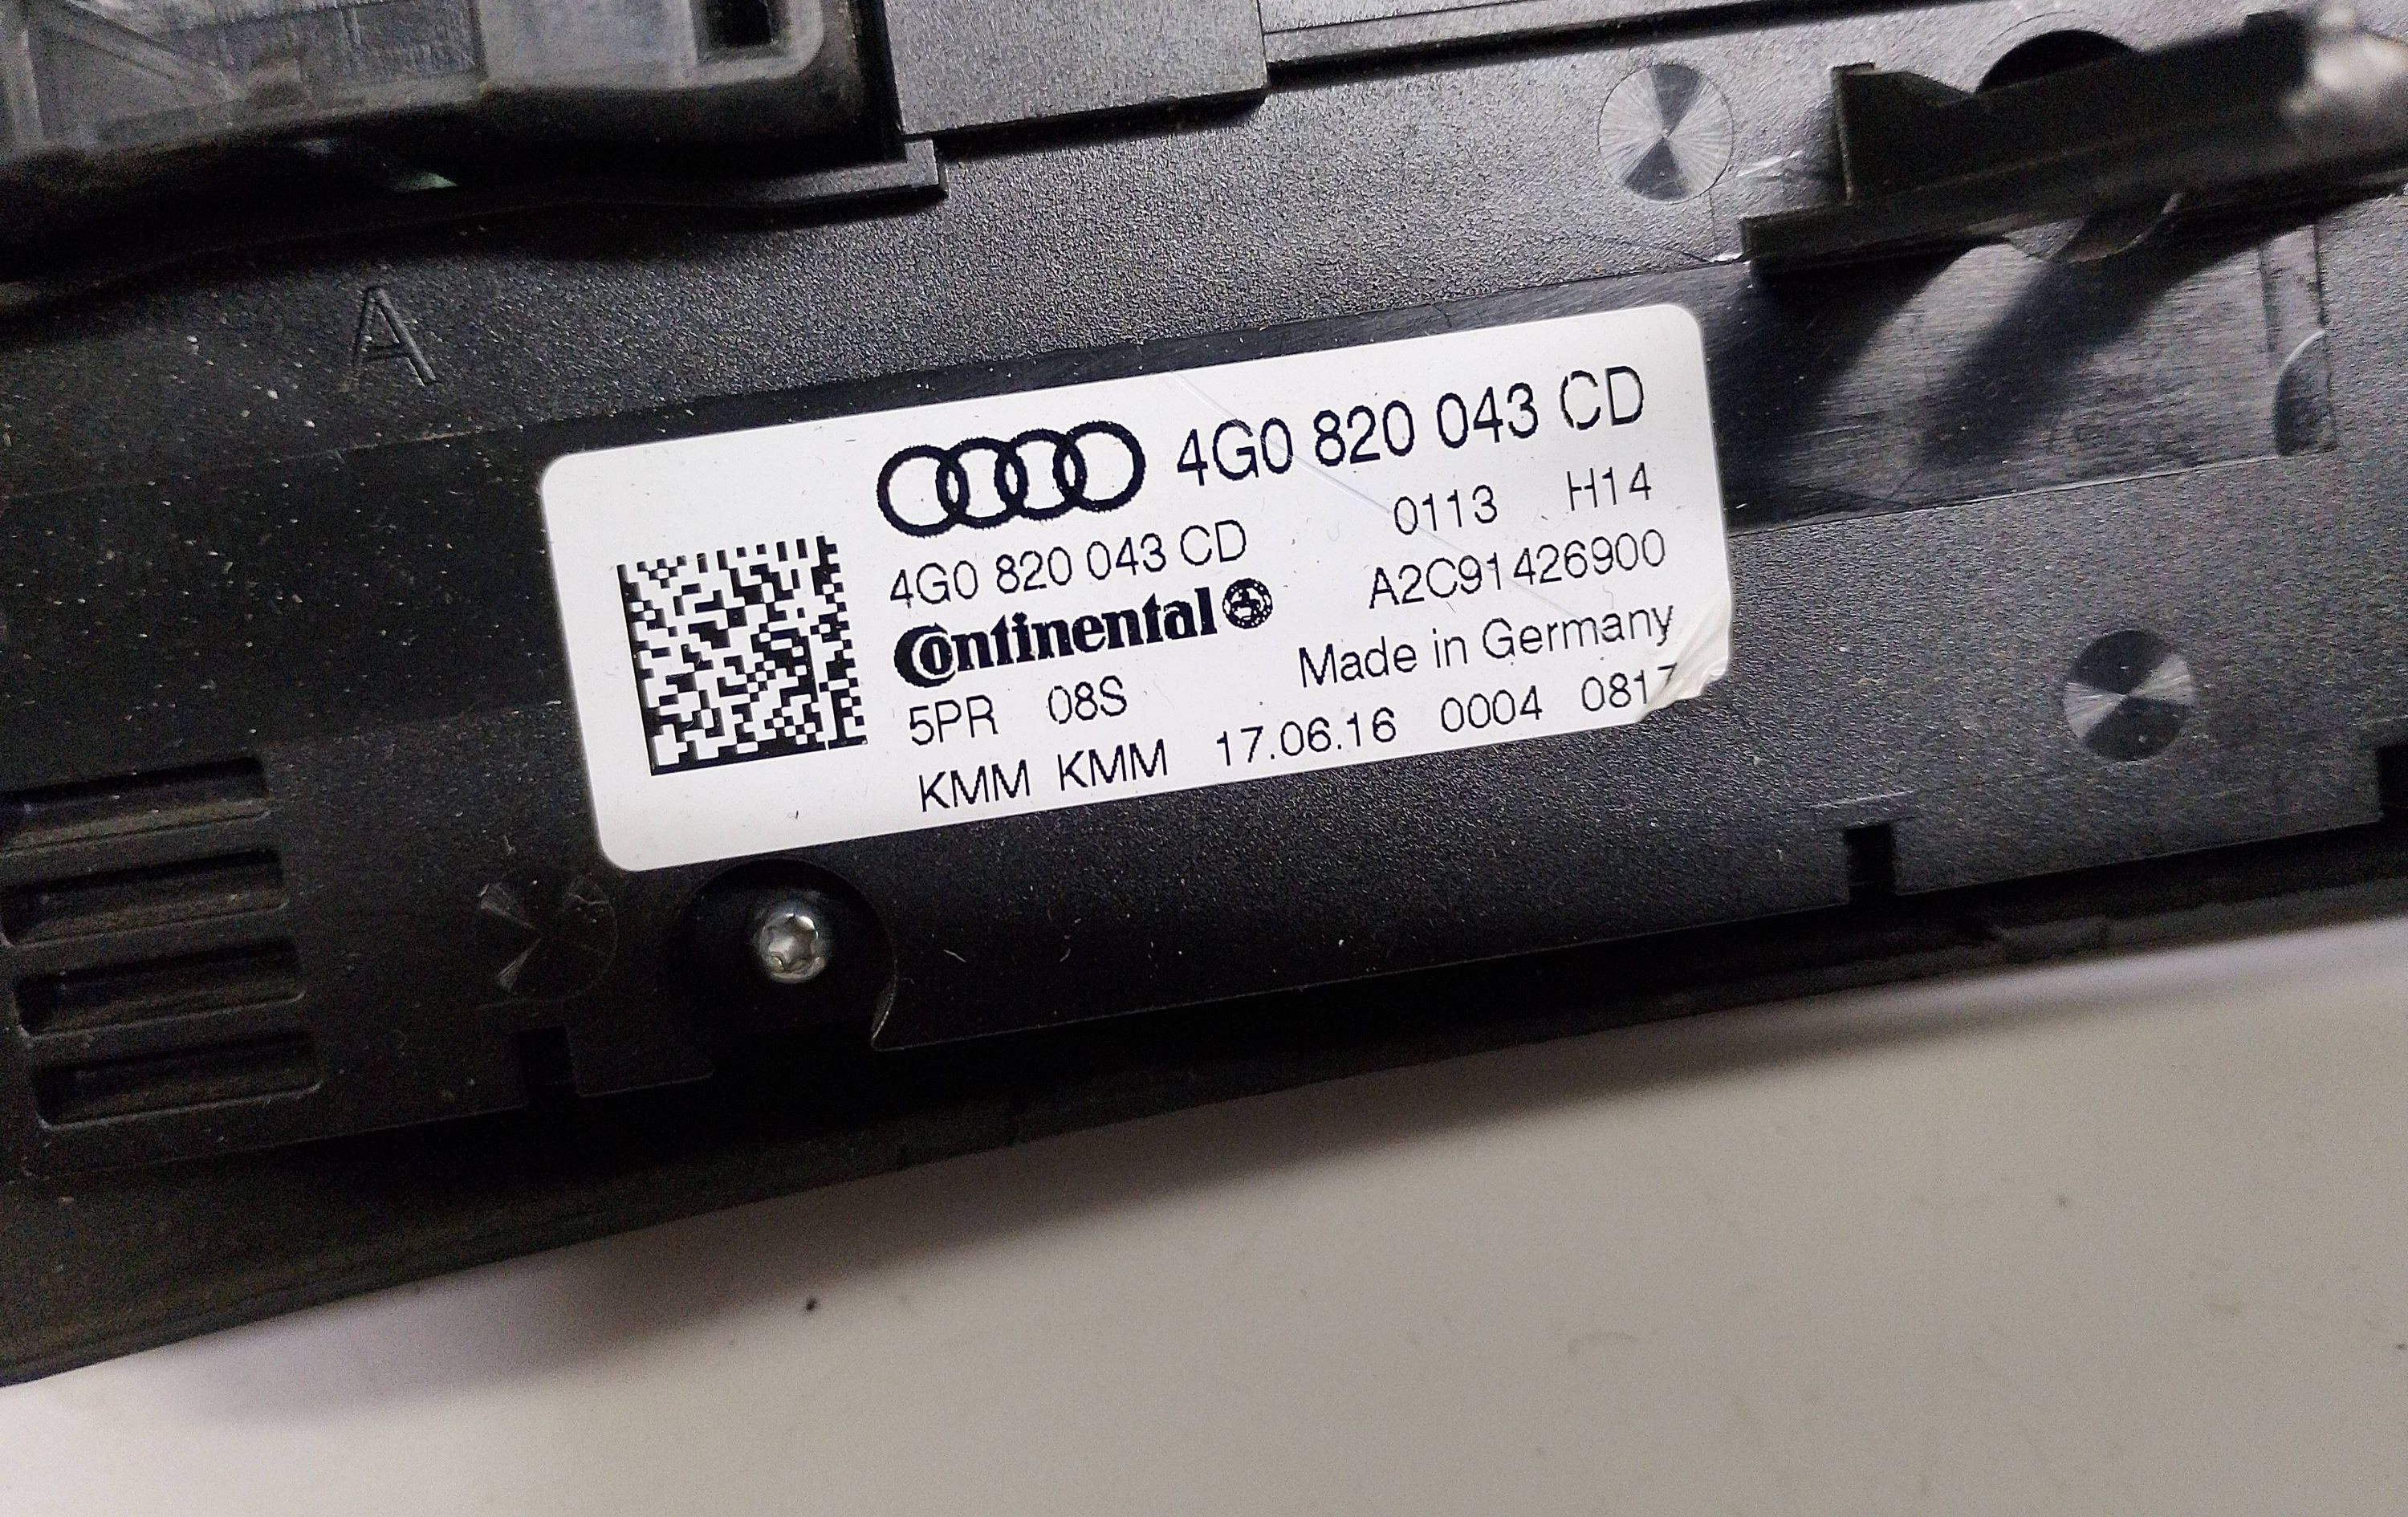 A
4G0 820 043 CD
0113 H14
4G0 820 043 CD
A2C91426900
Continental
Made in Germany
5PR 08S
KMM KMM 17.06.16 0004 0817